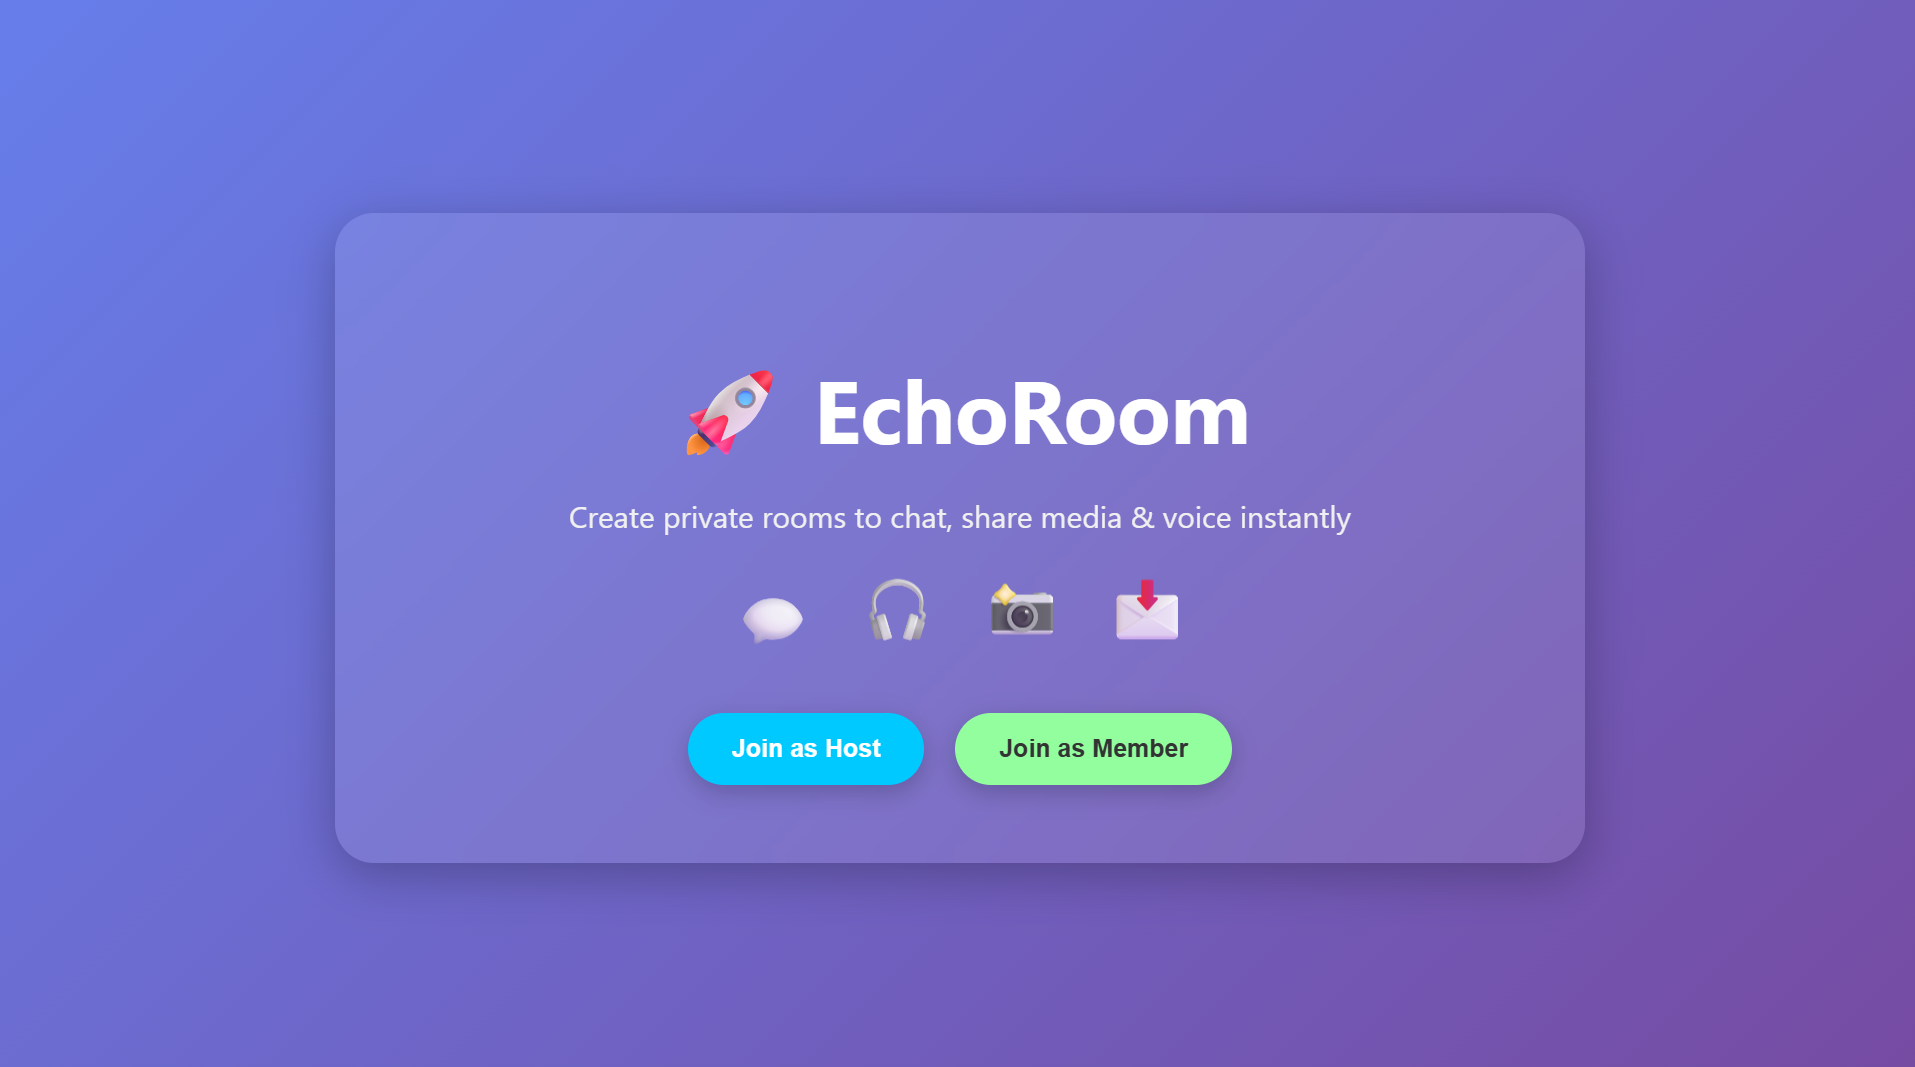 EchoRoom
Create private rooms to chat, share media & voice instantly
Join as Host
Join as Member